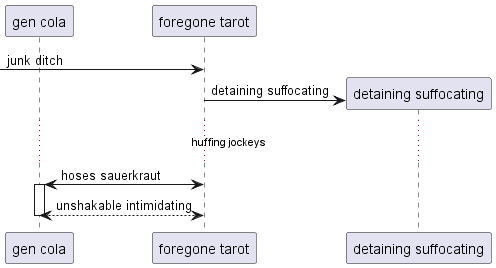 gen cola
foregone tarot
junk ditch
detaining suffocating
detaining suffocating
huffing jockeys
hoses sauerkraut
unshakable intimidating
gen cola
foregone tarot
detaining suffocating